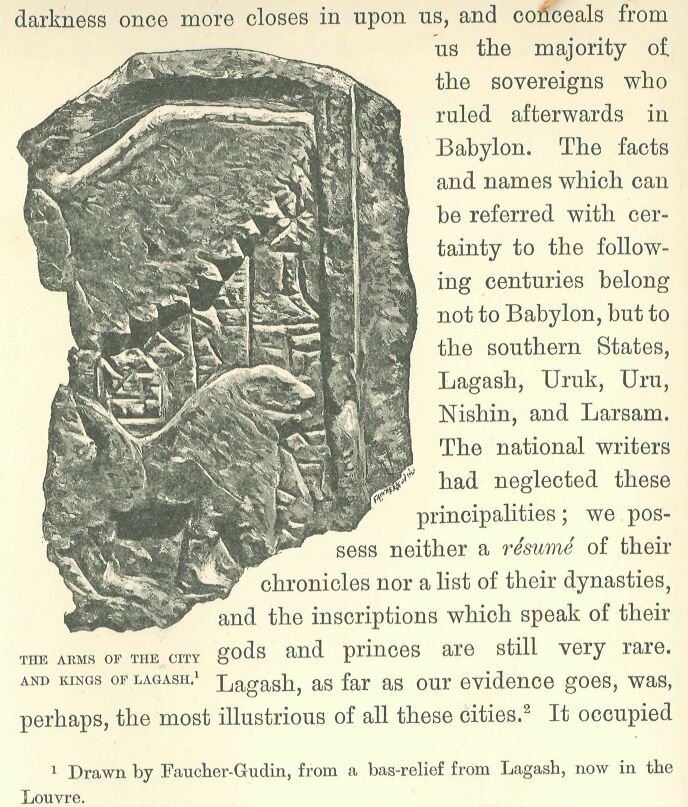 darkness once more closes in upon us, and conceals from
us the majority of
the sovereigns who
ruled afterwards in
Babylon. The facts
and names which can
be referred with cer-
tainty to the follow-
ing centuries belong
not to Babylon, but to
the southern States,
Lagash, Uruk, Uru,
Nishin, and Larsam.
The national writers
had neglected these
principalities; we pos-
sess neither a résumé of their
chronicles nor a list of their dynasties,
and the inscriptions which speak of their
gods and princes are still very rare.
Lagash, as far as our evidence goes, was,
perhaps, the most illustrious of all these cities.² It occupied
THE ARMS OF THE CITY
AND KINGS OF LAGASH.¹
¹ Drawn by Faucher-Gudin, from a bas-relief from Lagash, now in the
Louvre.